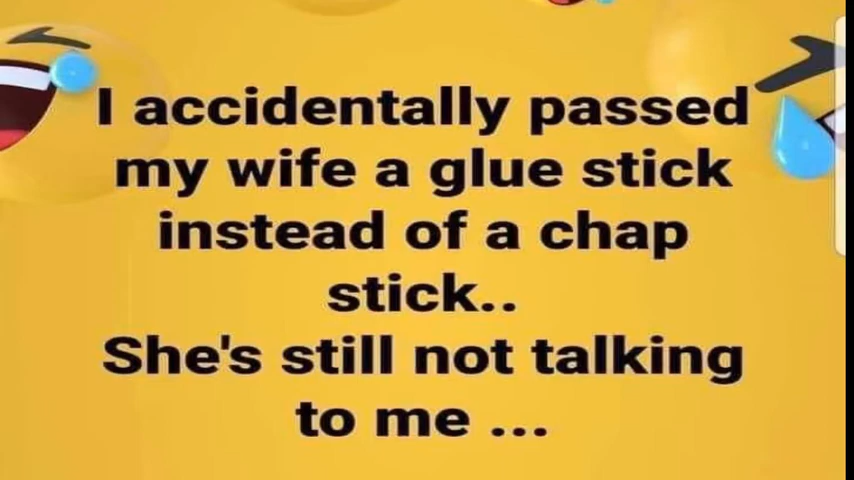 I accidentally passed
my wife a glue stick
instead of a chap
stick..
She's still not talking
to me ...